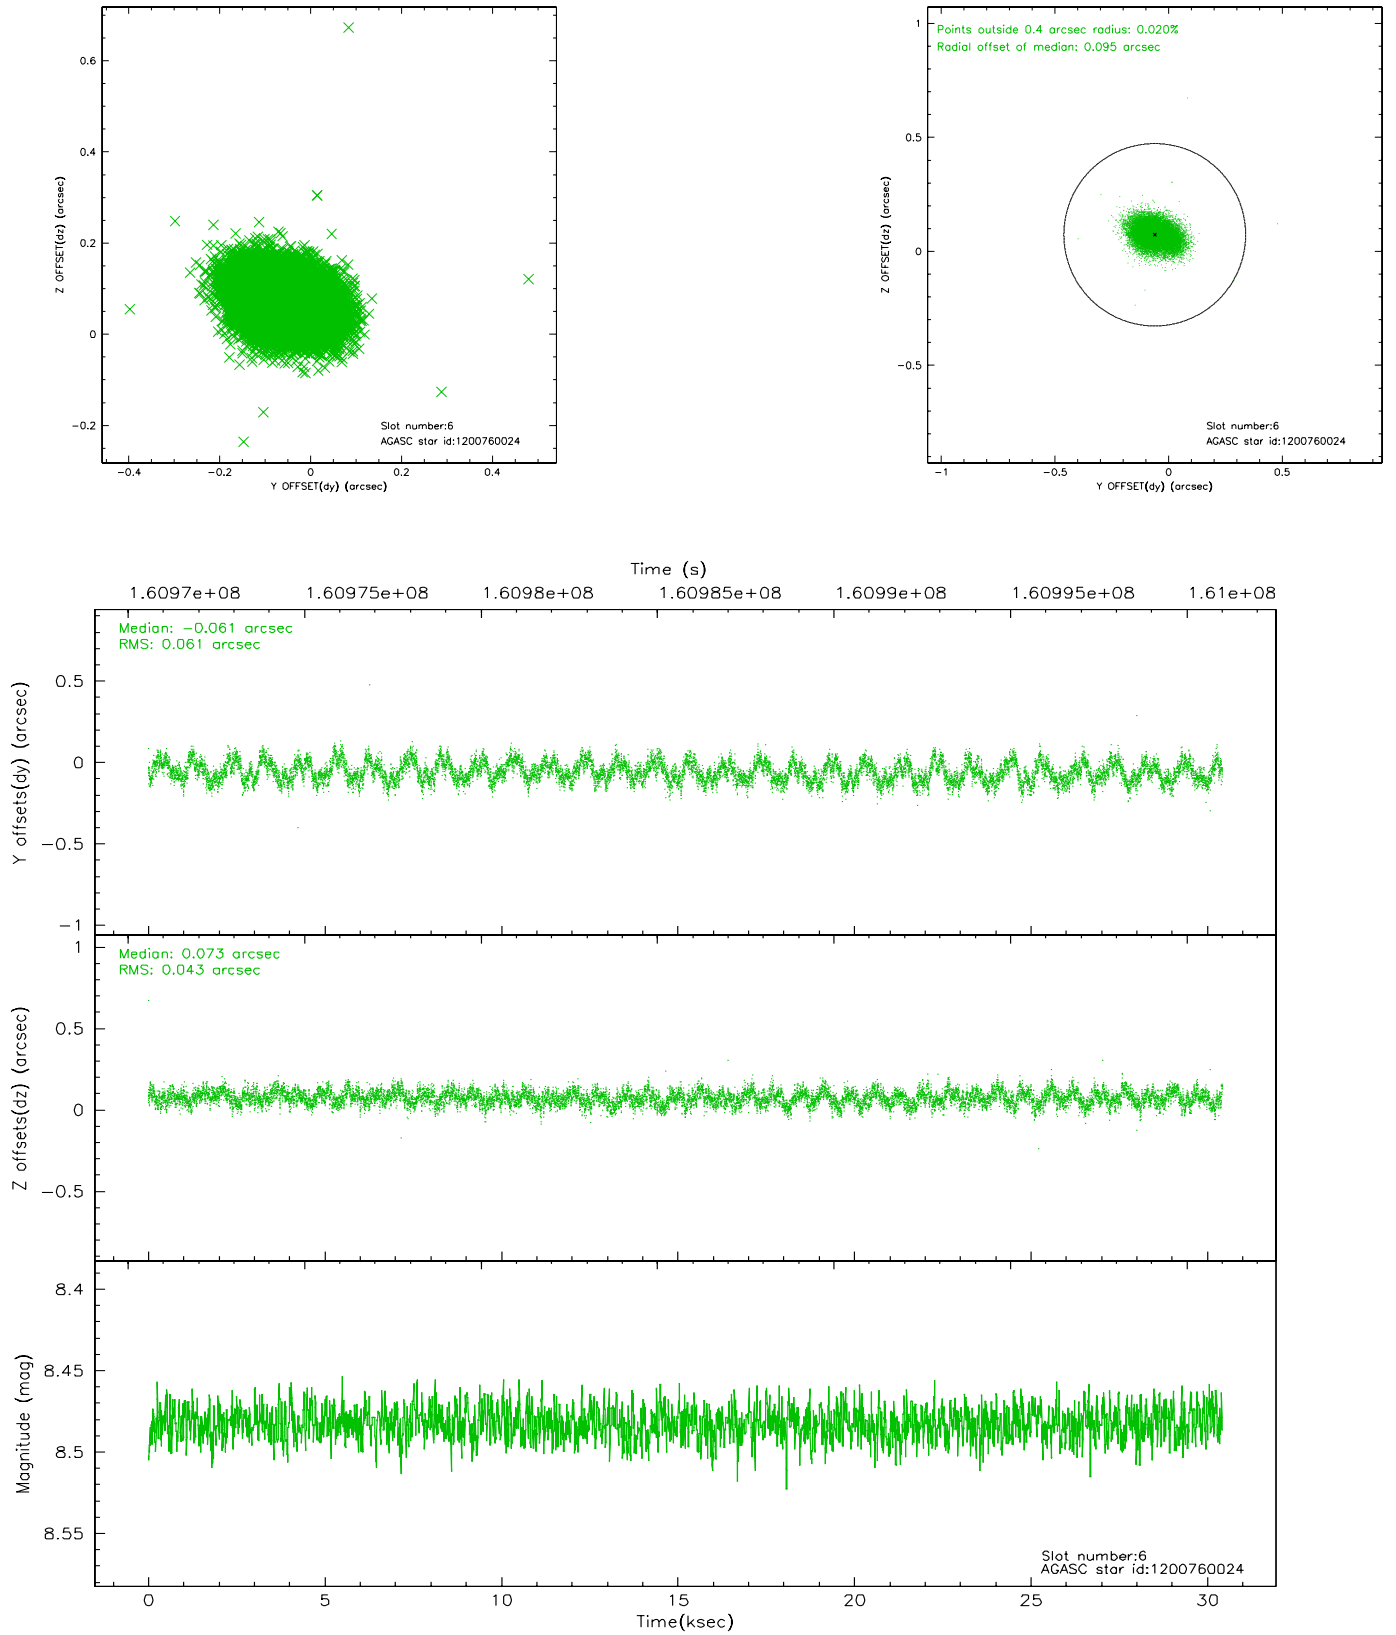 0.6
0.4
0.2
0
−0.2
Z OFFSET(dz) (arcsec)
Slot number:6
AGASC star id:1200760024
−0.4 −0.2 0 0.2 0.4
Y OFFSET(dy) (arcsec)
Points outside 0.4 arcsec radius: 0.020%
Radial offset of median: 0.095 arcsec
1
0.5
0
−0.5
Z OFFSET(dz) (arcsec)
Slot number:6
AGASC star id:1200760024
−1 −0.5 0 0.5
Y OFFSET(dy) (arcsec)
Time (s)
1.6097e+08 1.60975e+08 1.6098e+08 1.60985e+08 1.6099e+08 1.60995e+08 1.61e+08
Median: −0.061 arcsec
RMS: 0.061 arcsec
0.5
0
−0.5
−1
Y offsets(dy) (arcsec)
Median: 0.073 arcsec
RMS: 0.043 arcsec
1
0.5
0
−0.5
Z offsets(dz) (arcsec)
8.4
8.45
8.5
8.55
Magnitude (mag)
Slot number:6
AGASC star id:1200760024
0 5 10 15 20 25 30
Time(ksec)